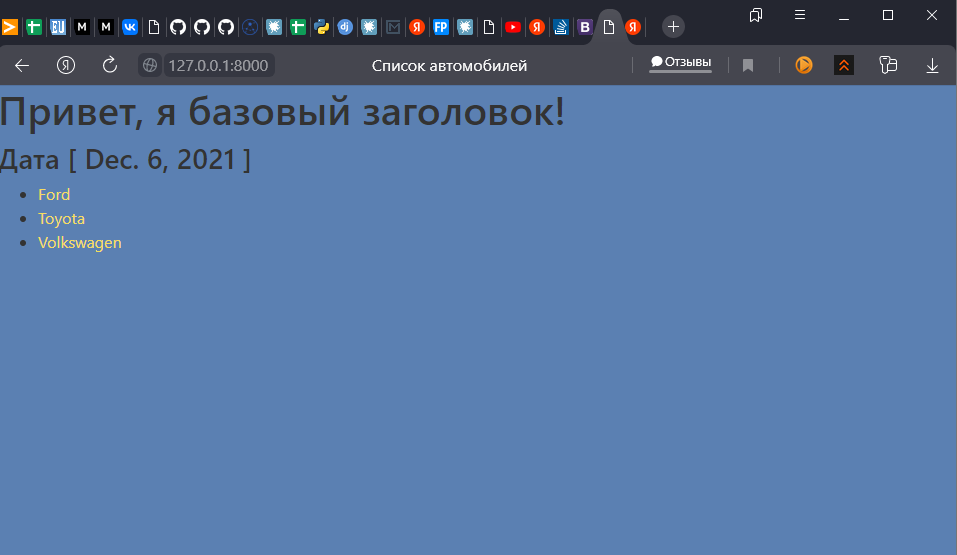 127.0.0.1:8000 Список автомобилей Отзывы
Привет, я базовый заголовок!
Дата [ Dec. 6, 2021 ]
Ford
Toyota
Volkswagen